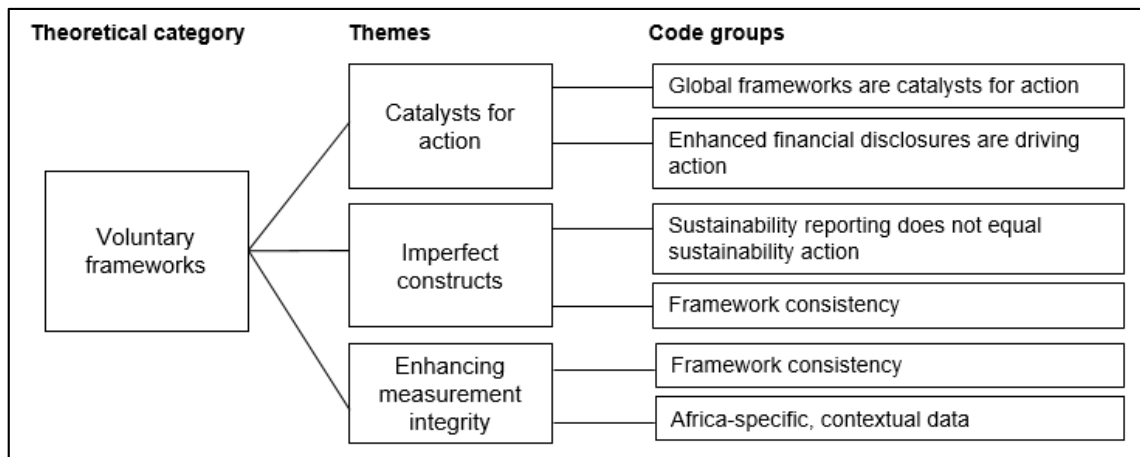 Theoretical category Themes Code groups
Catalysts for
action
Global frameworks are catalysts for action
Enhanced financial disclosures are driving
action
Voluntary
frameworks
Imperfect
constructs
Sustainability reporting does not equal
sustainability action
Framework consistency
Enhancing
measurement
integrity
Framework consistency
Africa-specific, contextual data